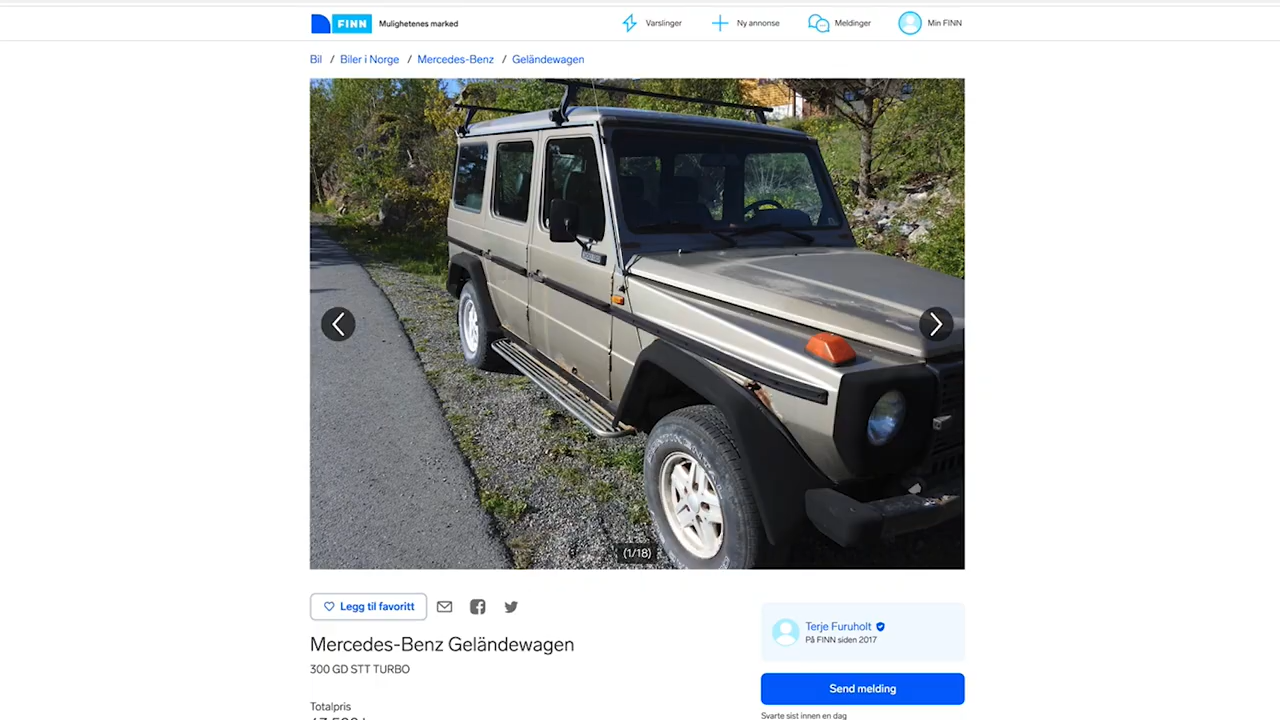 FINN
Mulighetenes marked
Varslinger
Ny annonse
Meldinger
Min FINN
Bil / Biler i Norge / Mercedes-Benz / Geländewagen
(1/18)
Legg til favoritt
Mercedes-Benz Geländewagen
300 GD STT TURBO
Totalpris
Terje Furuholt
På FINN siden 2017
Send melding
Svarte sist innen en dag